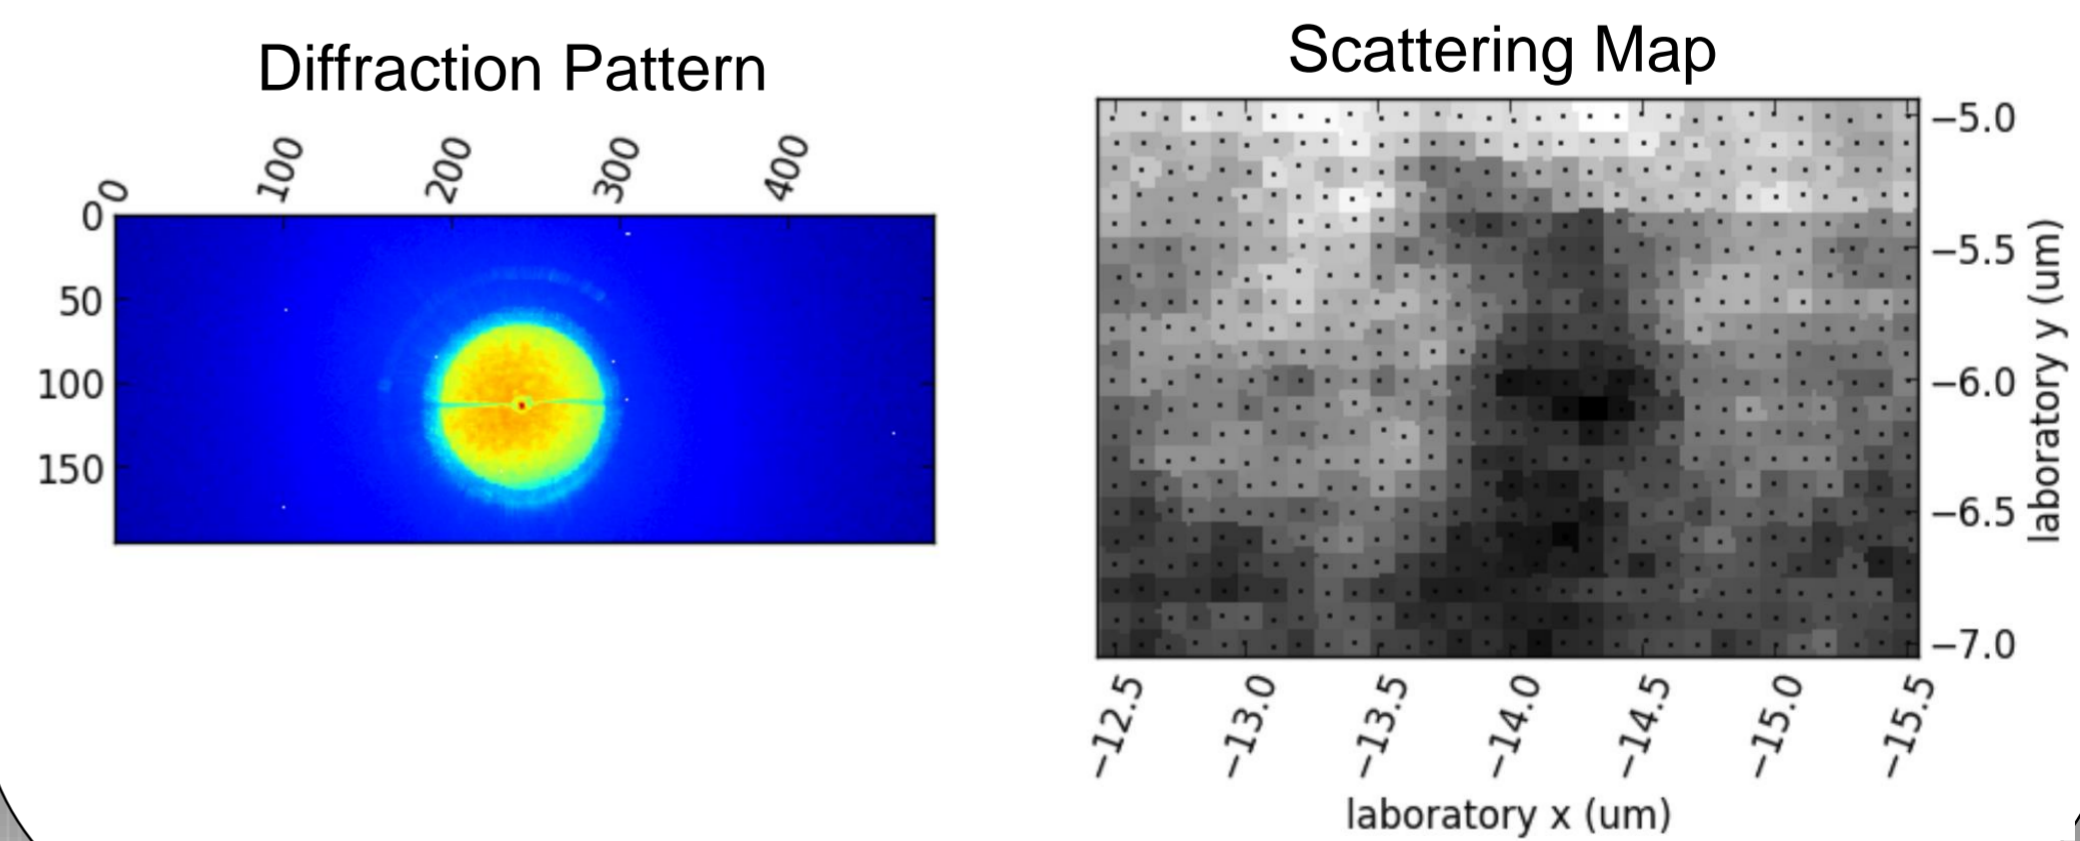 Diffraction Pattern
0 100 200 300 400
0
50
100
150
Scattering Map
−5.0
−5.5
−6.0
−6.5
−7.0
laboratory y (um)
−12.5 −13.0 −13.5 −14.0 −14.5 −15.0 −15.5
laboratory x (um)